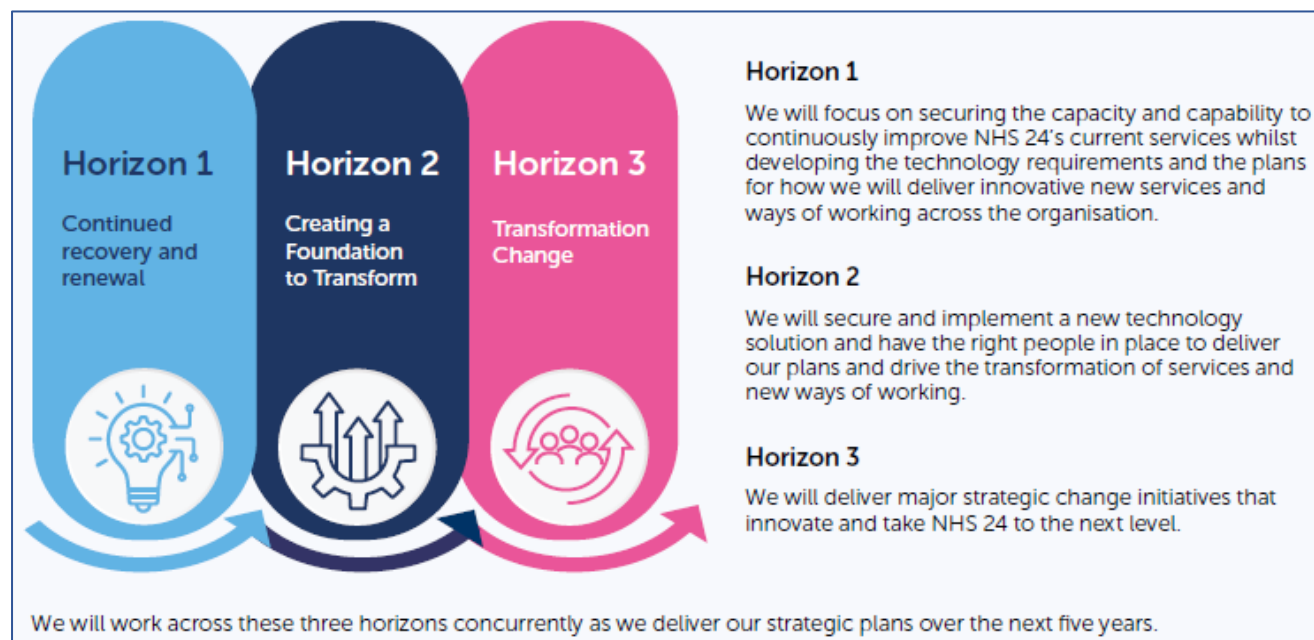 Horizon 1
Continued
recovery and
renewal
Horizon 2
Creating a
Foundation
to Transform
Horizon 3
Transformation
Change
Horizon 1
We will focus on securing the capacity and capability to
continuously improve NHS 24's current services whilst
developing the technology requirements and the plans
for how we will deliver innovative new services and
ways of working across the organisation.
Horizon 2
We will secure and implement a new technology
solution and have the right people in place to deliver
our plans and drive the transformation of services and
new ways of working.
Horizon 3
We will deliver major strategic change initiatives that
innovate and take NHS 24 to the next level.
We will work across these three horizons concurrently as we deliver our strategic plans over the next five years.